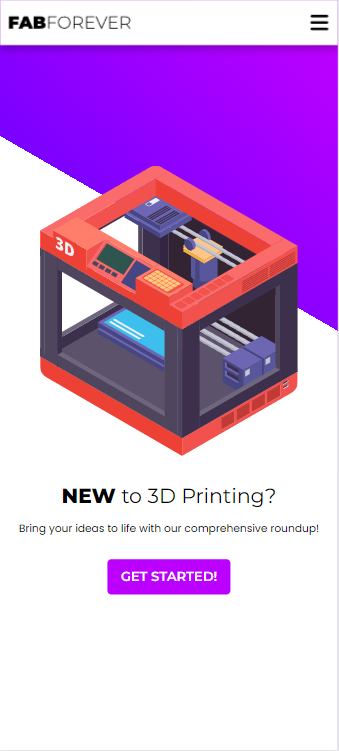 FABFOREVER
3D
NEW to 3D Printing?
Bring your ideas to life with our comprehensive roundup!
GET STARTED!